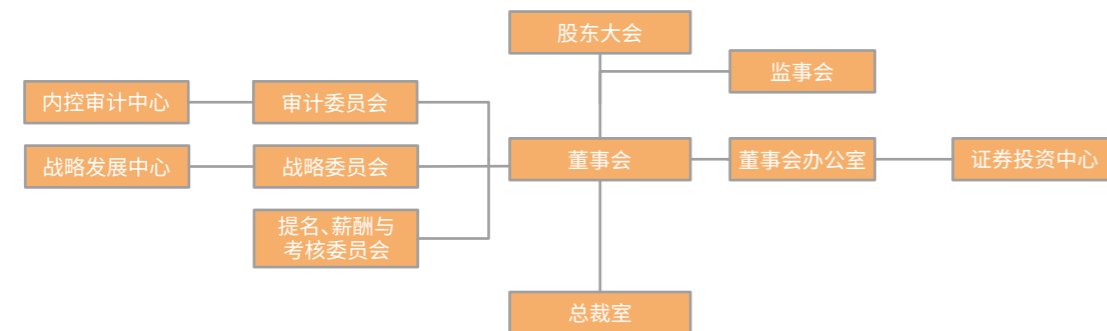 股东大会
监事会
内控审计中心
审计委员会
战略发展中心
战略委员会
董事会
董事会办公室
证券投资中心
提名、薪酬与
考核委员会
总裁室